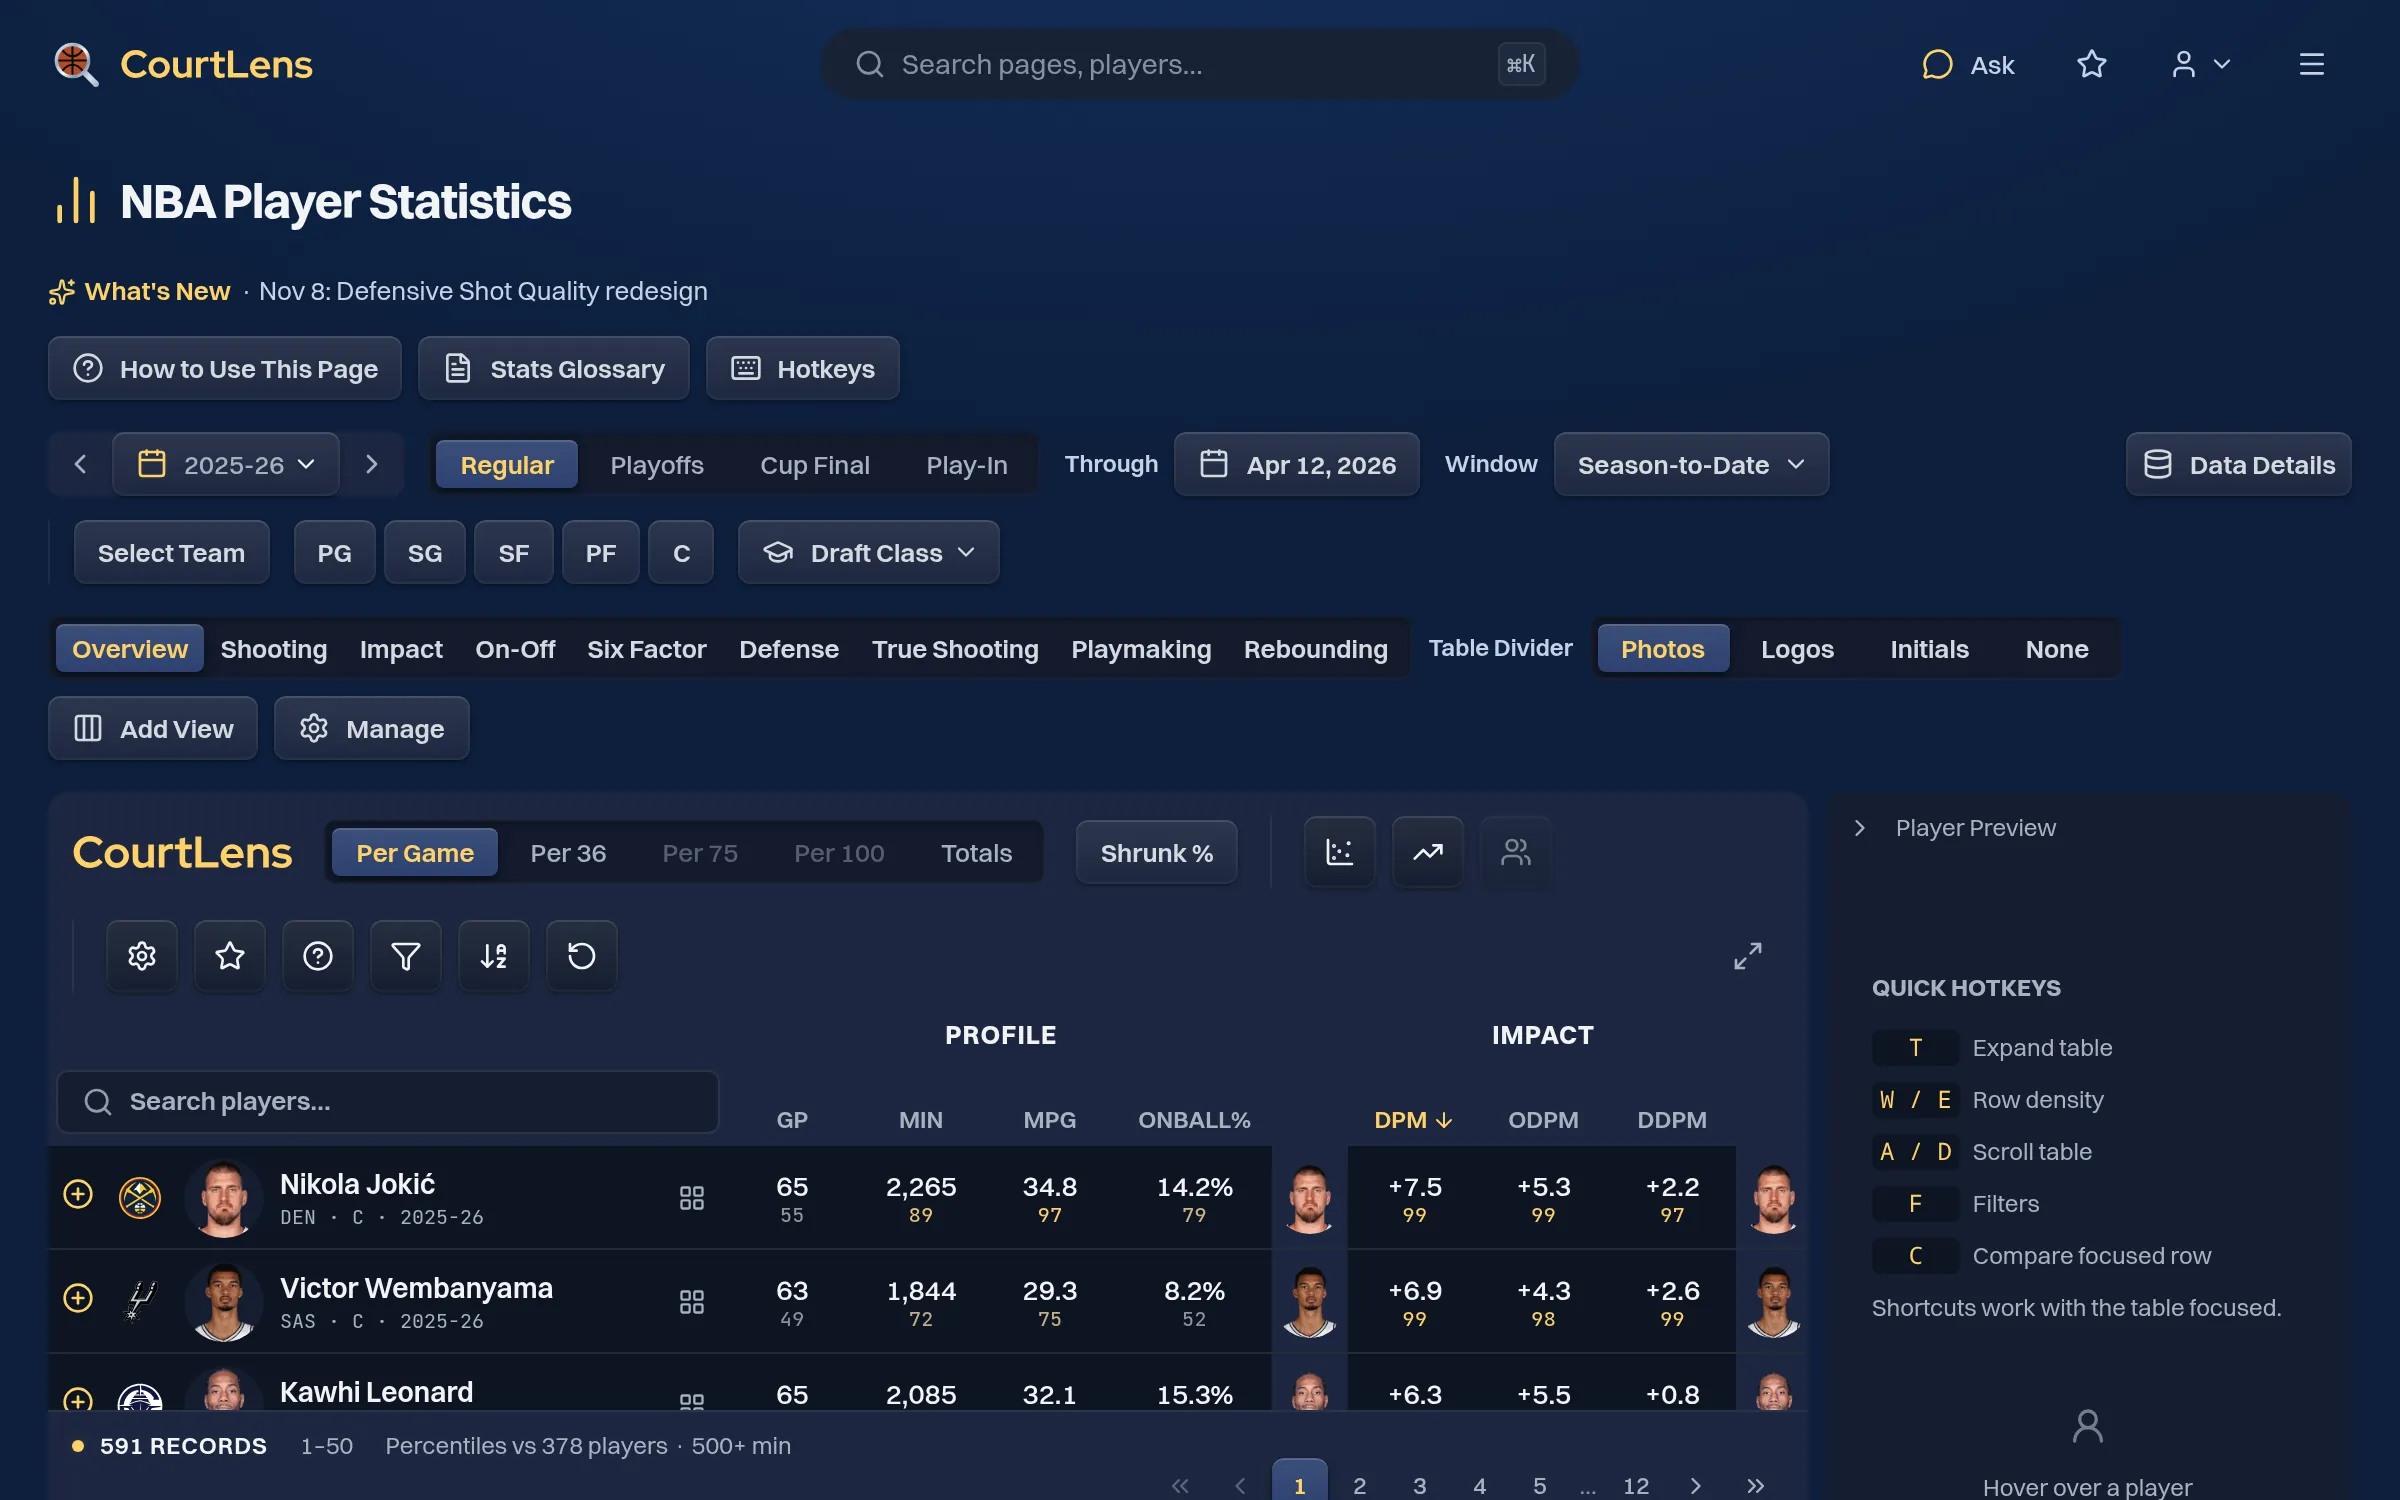 CourtLens
Search pages, players...
⌘K
Ask
NBA Player Statistics
What's New · Nov 8: Defensive Shot Quality redesign
How to Use This Page
Stats Glossary
Hotkeys
2025-26
Regular
Playoffs
Cup Final
Play-In
Through
Apr 12, 2026
Window
Season-to-Date
Data Details
Select Team
PG
SG
SF
PF
C
Draft Class
Overview
Shooting
Impact
On-Off
Six Factor
Defense
True Shooting
Playmaking
Rebounding
Table Divider
Photos
Logos
Initials
None
Add View
Manage
CourtLens
Per Game
Per 36
Per 75
Per 100
Totals
Shrunk %
PROFILE
IMPACT
Search players...
GP
MIN
MPG
ONBALL%
DPM
ODPM
DDPM
Nikola Jokić
DEN · C · 2025-26
65
55
2,265
89
34.8
97
14.2%
79
+7.5
99
+5.3
99
+2.2
97
Victor Wembanyama
SAS · C · 2025-26
63
49
1,844
72
29.3
75
8.2%
52
+6.9
99
+4.3
98
+2.6
99
Kawhi Leonard
65
2,085
32.1
15.3%
+6.3
+5.5
+0.8
591 RECORDS
1–50
Percentiles vs 378 players · 500+ min
« ‹ 1 2 3 4 5 ... 12 › »
Player Preview
QUICK HOTKEYS
T Expand table
W / E Row density
A / D Scroll table
F Filters
C Compare focused row
Shortcuts work with the table focused.
Hover over a player